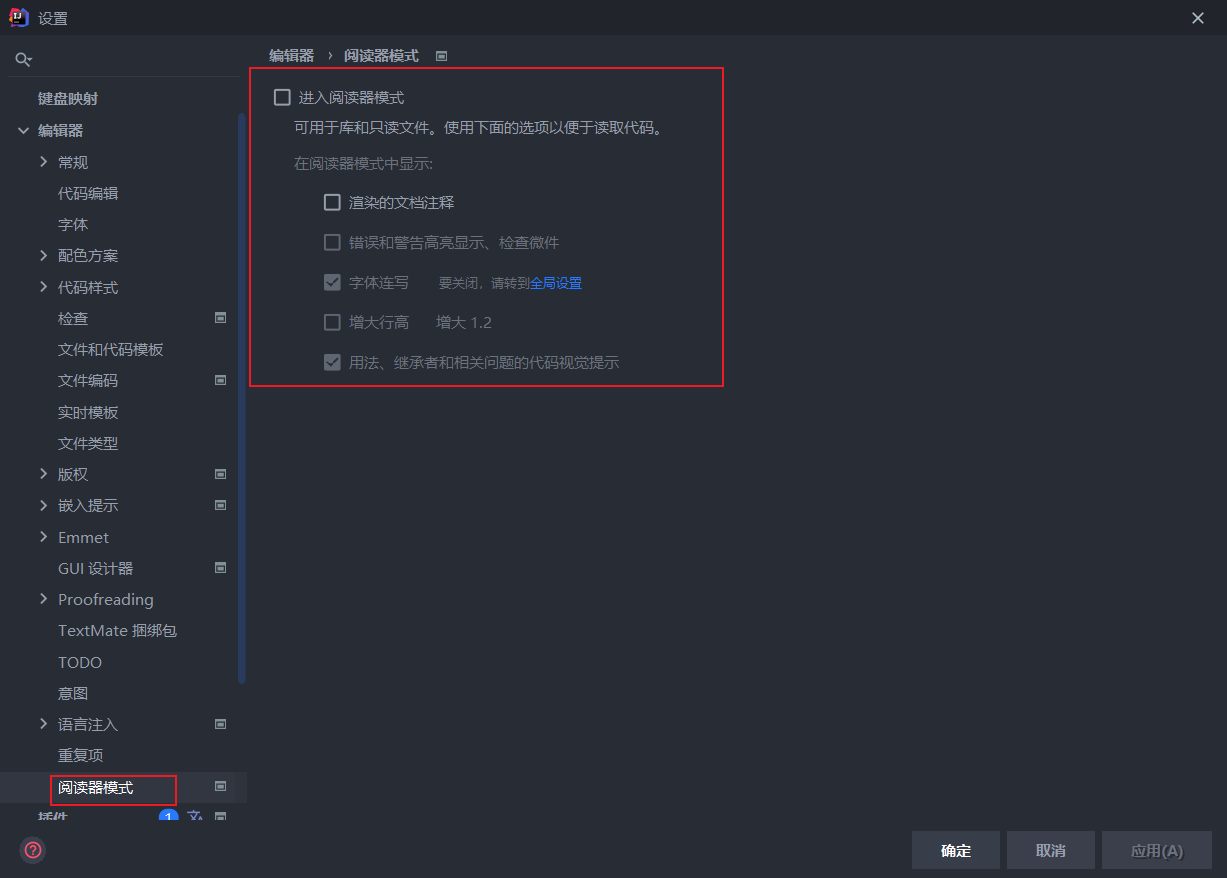 设置
编辑器 › 阅读器模式
键盘映射
编辑器
常规
代码编辑
字体
配色方案
代码样式
检查
文件和代码模板
文件编码
实时模板
文件类型
版权
嵌入提示
Emmet
GUI 设计器
Proofreading
TextMate 捆绑包
TODO
意图
语言注入
重复项
阅读器模式
插件 1
进入阅读器模式
可用于库和只读文件。使用下面的选项以便于读取代码。
在阅读器模式中显示:
渲染的文档注释
错误和警告高亮显示、检查微件
字体连写 要关闭，请转到全局设置
增大行高 增大 1.2
用法、继承者和相关问题的代码视觉提示
?
确定 取消 应用(A)